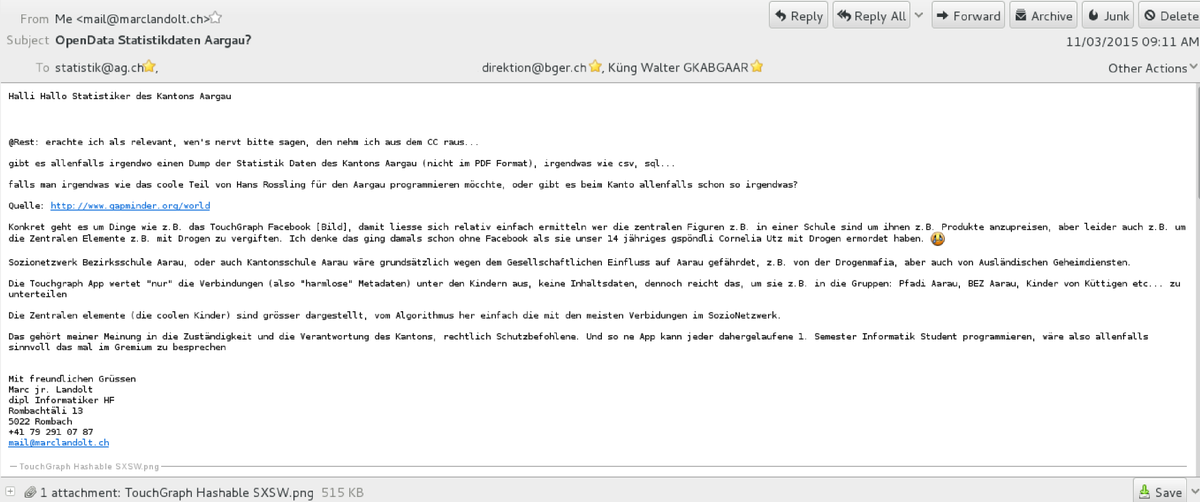 From Me <mail@marclandolt.ch>
Reply Reply All Forward Archive Junk Delete
Subject OpenData Statistikdaten Aargau?
11/03/2015 09:11 AM
To statistik@ag.ch, direktion@bger.ch, Küng Walter GKABGAAR
Other Actions
Halli Hallo Statistiker des Kantons Aargau
@Rest: erachte ich als relevant, wen's nervt bitte sagen, den nehm ich aus dem CC raus...
gibt es allenfalls irgendwo einen Dump der Statistik Daten des Kantons Aargau (nicht im PDF Format), irgendwas wie csv, sql...
falls man irgendwas wie das coole Teil von Hans Rossling für den Aargau programmieren möcchte, oder gibt es beim Kanto allenfalls schon so irgendwas?
Quelle: http://www.gapminder.org/world
Konkret geht es um Dinge wie z.B. das TouchGraph Facebook [Bild], damit liesse sich relativ einfach ermitteln wer die zentralen Figuren z.B. in einer Schule sind um ihnen z.B. Produkte anzupreisen, aber leider auch z.B. um
die Zentralen Elemente z.B. mit Drogen zu vergiften. Ich denke das ging damals schon ohne Facebook als sie unser 14 jähriges gspöndli Cornelia Utz mit Drogen ermordet haben.
Sozionetzwerk Bezirksschule Aarau, oder auch Kantonsschule Aarau wäre grundsätzlich wegen dem Gesellschaftlichen Einfluss auf Aarau gefährdet, z.B. von der Drogenmafia, aber auch von Ausländischen Geheimdiensten.
Die Touchgraph App wertet "nur" die Verbindungen (also "harmlose" Metadaten) unter den Kindern aus, keine Inhaltsdaten, dennoch reicht das, um sie z.B. in die Gruppen: Pfadi Aarau, BEZ Aarau, Kinder von Küttigen etc... zu
unterteilen
Die Zentralen elemente (die coolen Kinder) sind grösser dargestellt, vom Algorithmus her einfach die mit den meisten Verbidungen im SozioNetzwerk.
Das gehört meiner Meinung in die Zuständigkeit und die Verantwortung des Kantons, rechtlich Schutzbefohlene. Und so ne App kann jeder dahergelaufene 1. Semester Informatik Student programmieren, wäre also allenfalls
sinnvoll das mal im Gremium zu besprechen
Mit freundlichen Grüssen
Marc jr. Landolt
dipl Informatiker HF
Rombachtäli 13
5022 Rombach
+41 79 291 07 87
mail@marclandolt.ch
TouchGraph Hashable SXSW.png
1 attachment: TouchGraph Hashable SXSW.png 515 KB
Save